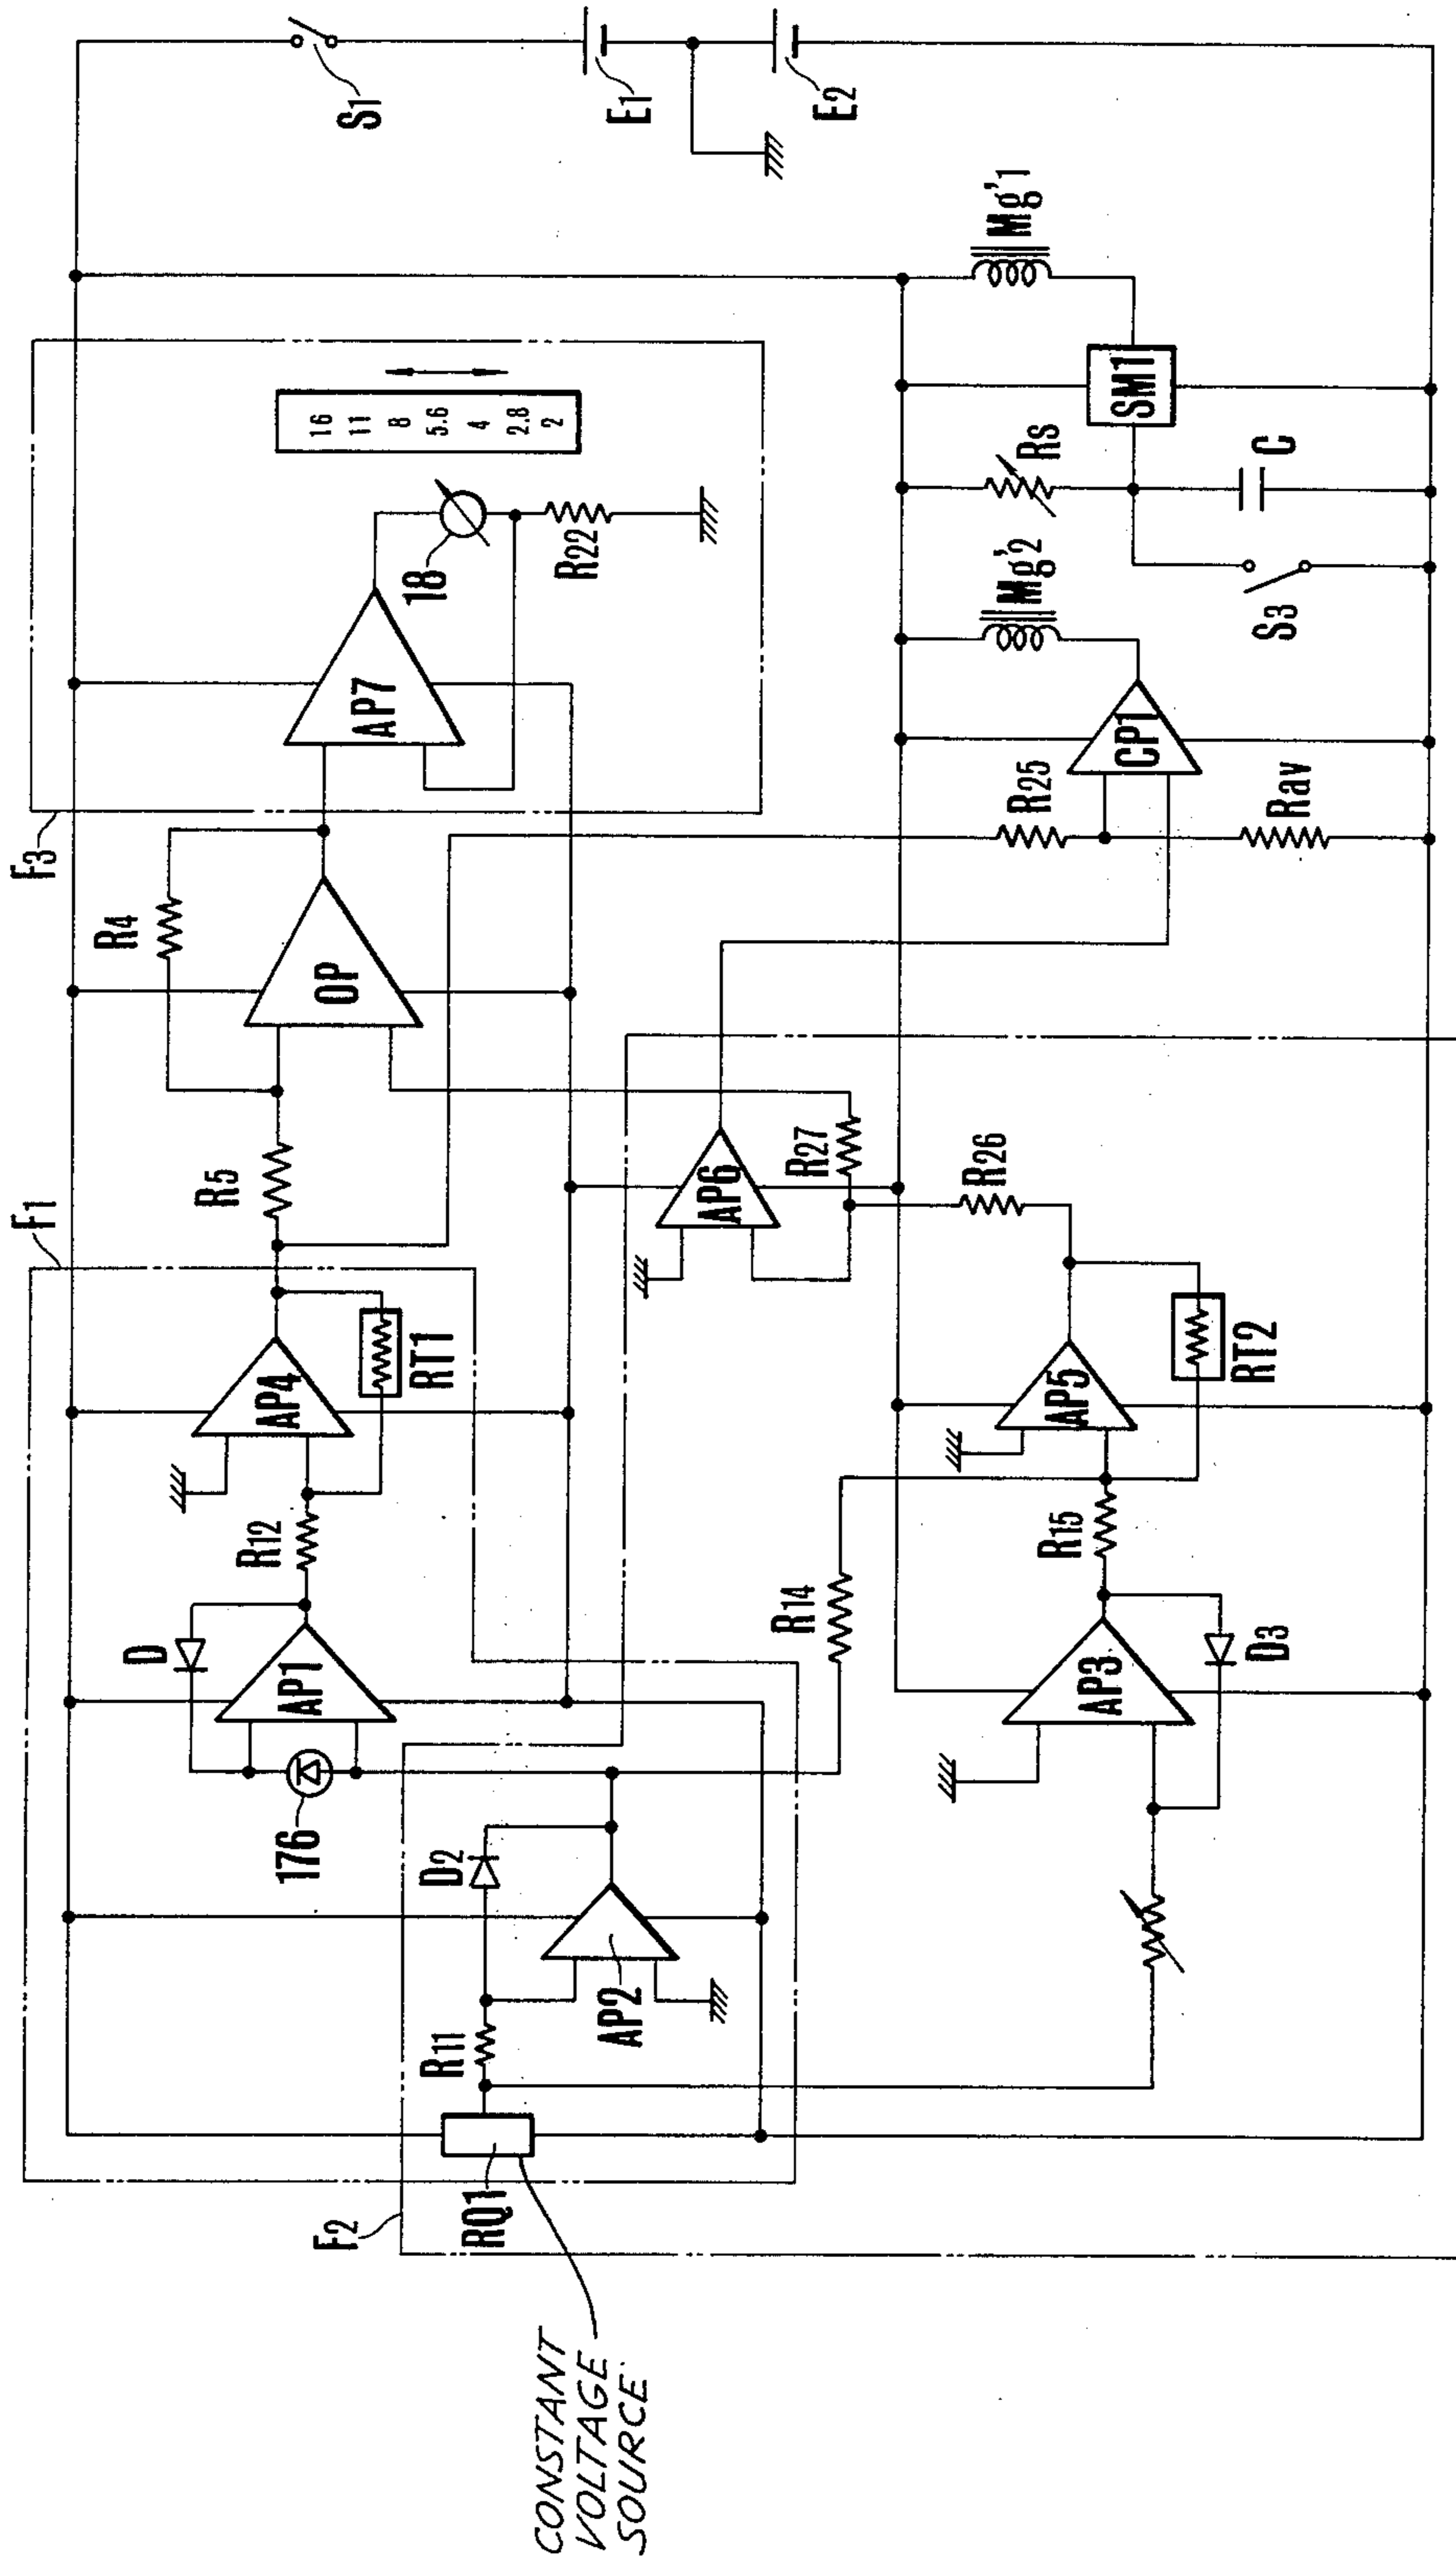 F3
F1
S1
R4
R5
16
11
8
5.6
4
2.8
2
E1
E2
AP7
18
R22
OP
AP4
RT1
D
AP1
R12
176
D2
R11
AP2
RQ1
F2
CONSTANT
VOLTAGE
SOURCE
AP6
R27
R26
R14
R15
AP5
RT2
AP3
D3
R25
Rav
CP1
Mg'2
Rs
S3
C
SM1
Mg'1